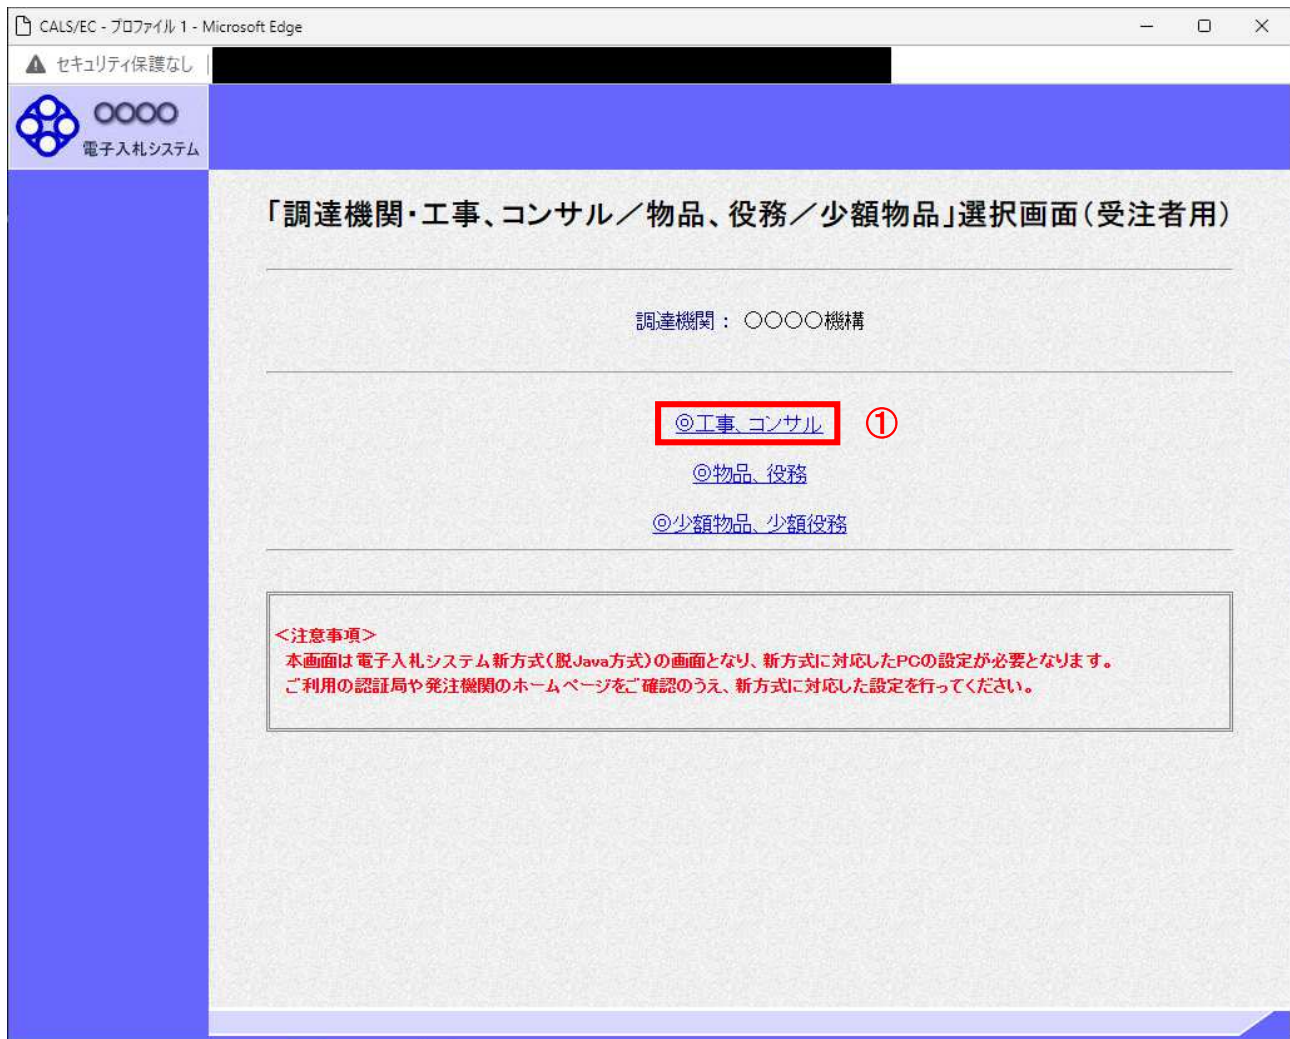 CALS/EC - プロファイル 1 - Microsoft Edge
セキュリティ保護なし
○○○○
電子入札システム
「調達機関・工事、コンサル／物品、役務／少額物品」選択画面（受注者用）
調達機関： ○○○○機構
◎工事、コンサル ①
◎物品、役務
◎少額物品、少額役務
＜注意事項＞
本画面は電子入札システム新方式(脱Java方式)の画面となり、新方式に対応したPCの設定が必要となります。
ご利用の認証局や発注機関のホームページをご確認のうえ、新方式に対応した設定を行ってください。